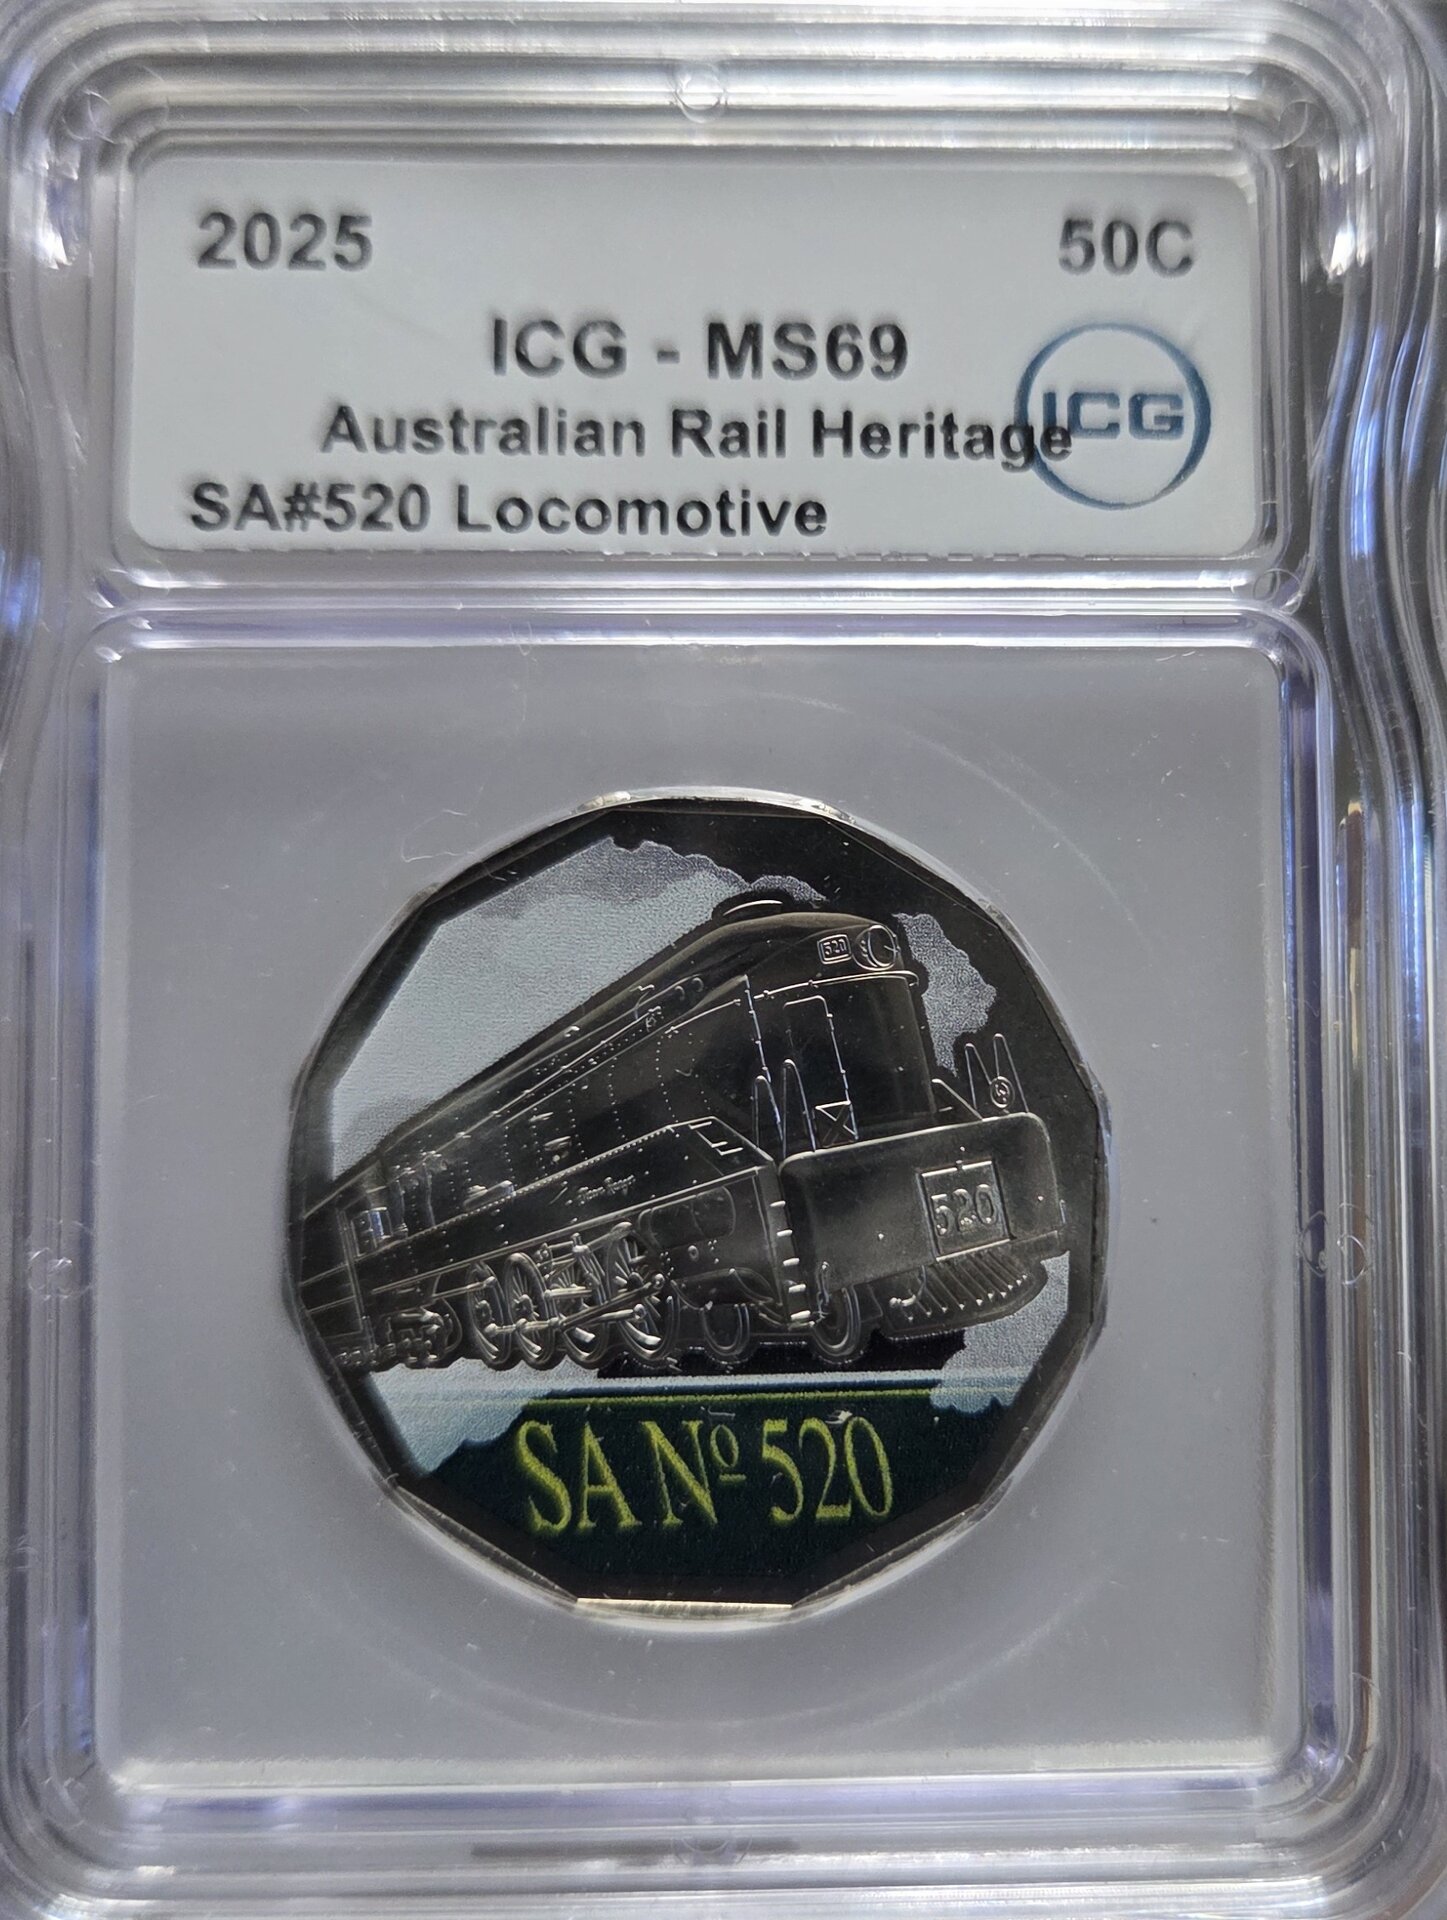 2025 50C
ICG - MS69
ICG
Australian Rail Heritage
SA#520 Locomotive
520
520
SA Nº 520